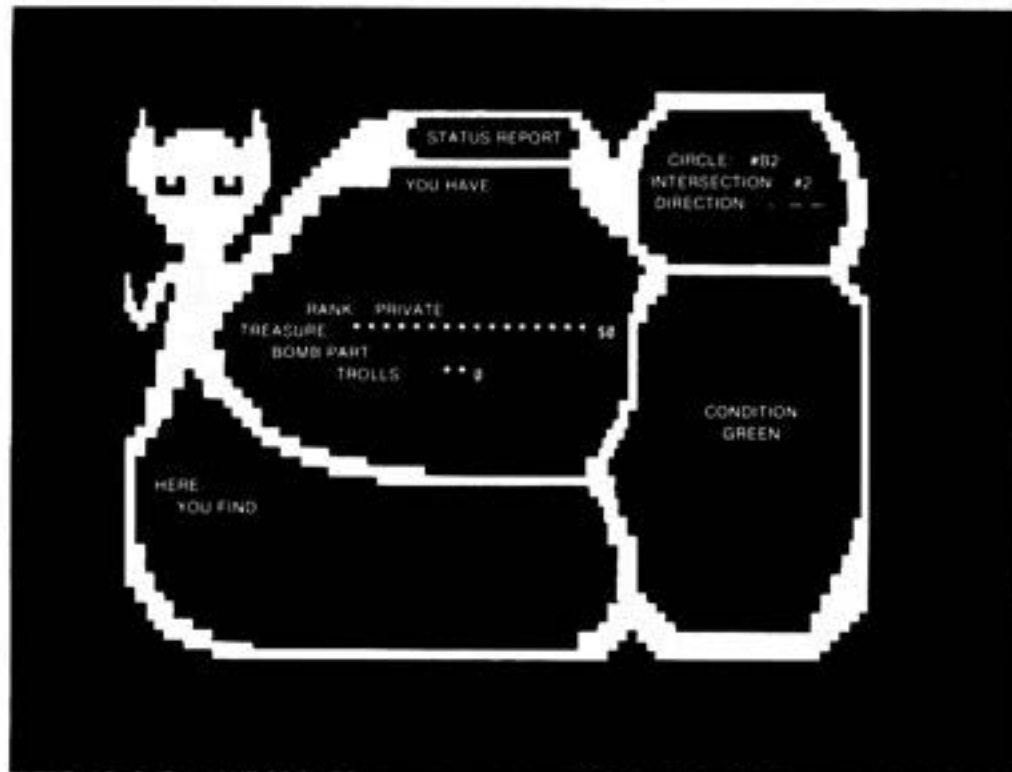 STATUS REPORT
YOU HAVE
RANK PRIVATE
TREASURE • • • • • • • • • • • • • • • • $0
BOMB PART
TROLLS • • 0
CIRCLE: #B2
INTERSECTION #2
DIRECTION - — —
CONDITION
GREEN
HERE
YOU FIND